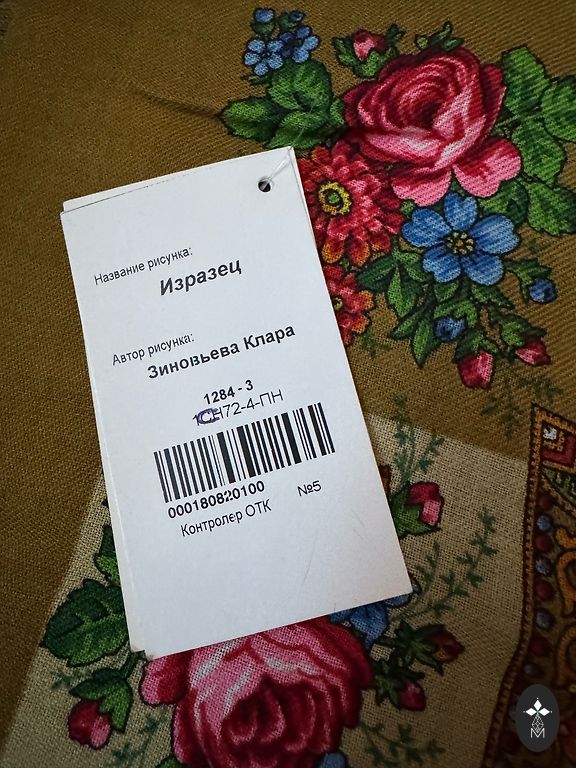 Название рисунка:
Изразец
Автор рисунка:
Зиновьева Клара
1284 - 3
1СН72-4-ПН
000180820100
Контролер ОТК №5